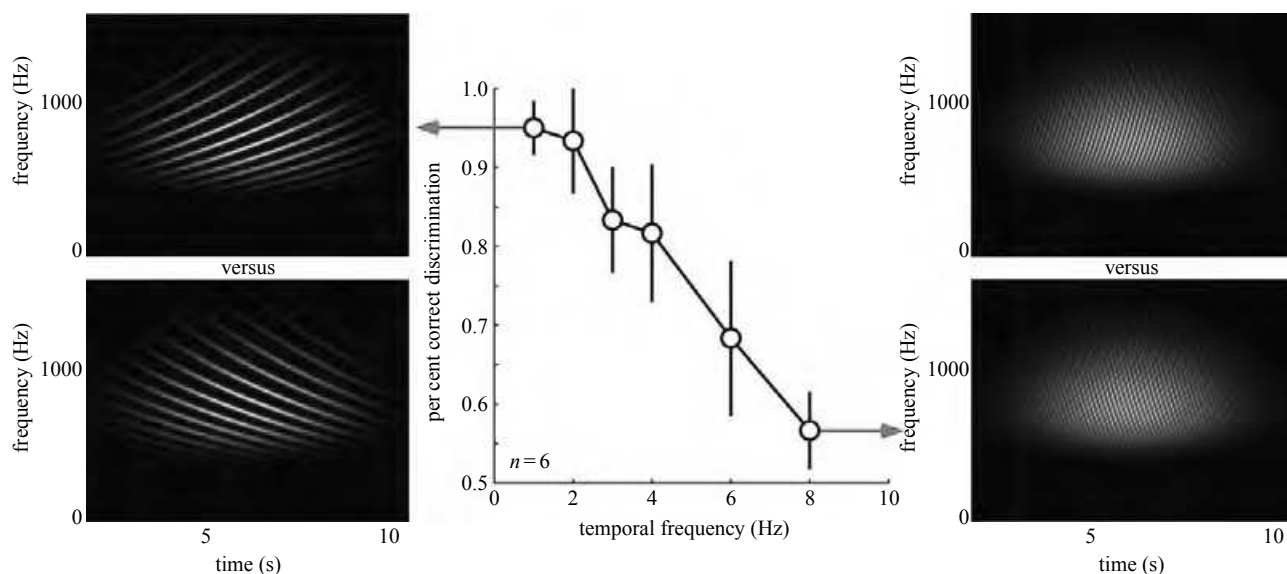 frequency (Hz)
1000
0
versus
frequency (Hz)
1000
0
5
10
time (s)
per cent correct discrimination
1.0
0.9
0.8
0.7
0.6
0.5
n=6
0
2
4
6
8
10
temporal frequency (Hz)
frequency (Hz)
1000
0
versus
frequency (Hz)
1000
0
5
10
time (s)